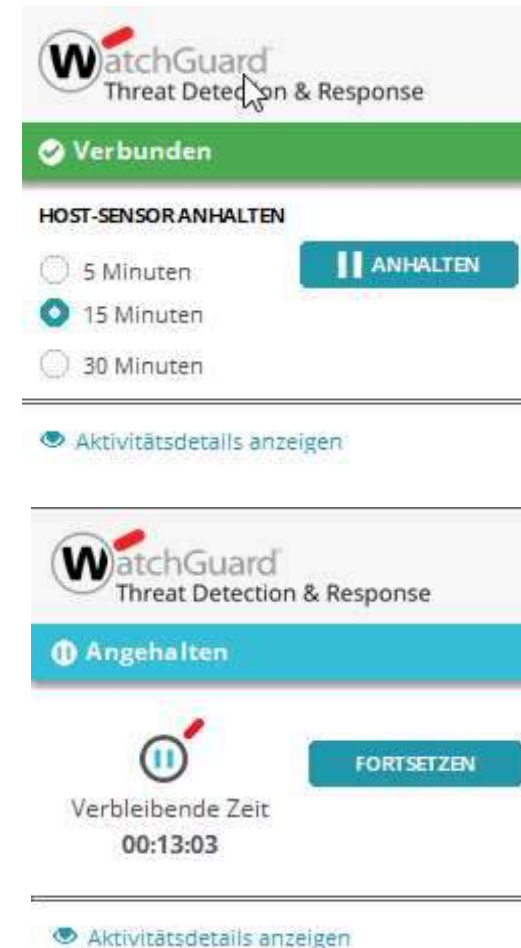 WatchGuard
Threat Detection & Response
Verbunden
HOST-SENSOR ANHALTEN
5 Minuten
ANHALTEN
15 Minuten
30 Minuten
Aktivitätsdetails anzeigen
WatchGuard
Threat Detection & Response
Angehalten
FORTSETZEN
Verbleibende Zeit
00:13:03
Aktivitätsdetails anzeigen